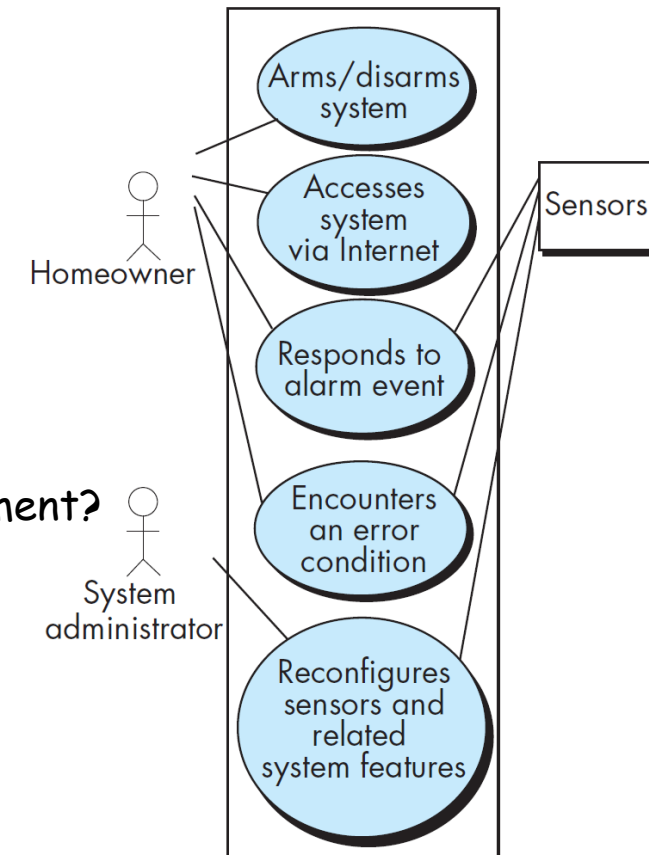 Arms/disarms
system
Accesses
system
via Internet
Sensors
Homeowner
Responds to
alarm event
Encounters
an error
condition
System
administrator
Reconfigures
sensors and
related
system features